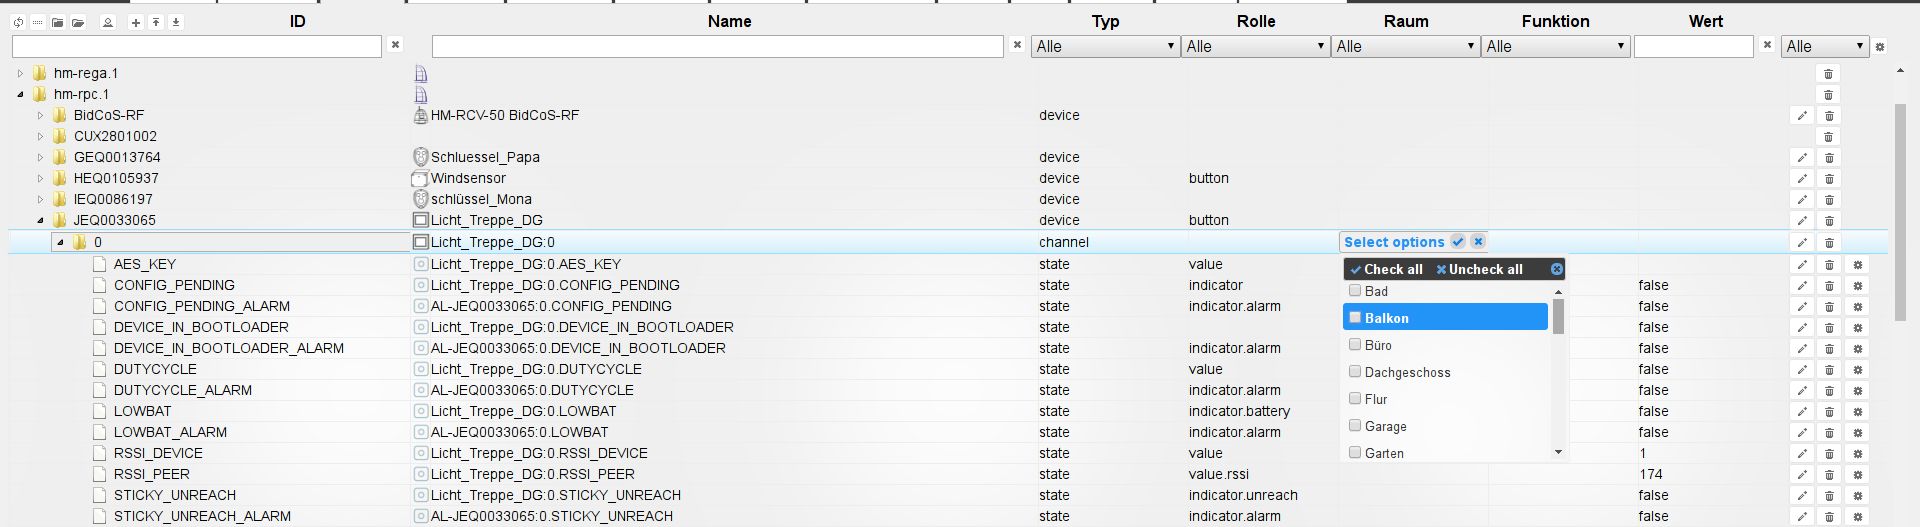 ID Name Typ Rolle Raum Funktion Wert
Alle Alle Alle Alle Alle
hm-rega.1
hm-rpc.1
BidCoS-RF HM-RCV-50 BidCoS-RF device
CUX2801002
GEQ0013764 Schluessel_Papa device
HEQ0105937 Windsensor device button
IEQ0086197 schlüssel_Mona device
JEQ0033065 Licht_Treppe_DG device button
0 Licht_Treppe_DG:0 channel Select options
AES_KEY Licht_Treppe_DG:0.AES_KEY state value Check all Uncheck all
CONFIG_PENDING Licht_Treppe_DG:0.CONFIG_PENDING state indicator Bad false
CONFIG_PENDING_ALARM AL-JEQ0033065:0.CONFIG_PENDING state indicator.alarm Balkon false
DEVICE_IN_BOOTLOADER Licht_Treppe_DG:0.DEVICE_IN_BOOTLOADER state false
DEVICE_IN_BOOTLOADER_ALARM AL-JEQ0033065:0.DEVICE_IN_BOOTLOADER state indicator.alarm Büro false
DUTYCYCLE Licht_Treppe_DG:0.DUTYCYCLE state value Dachgeschoss false
DUTYCYCLE_ALARM AL-JEQ0033065:0.DUTYCYCLE state indicator.alarm Flur false
LOWBAT Licht_Treppe_DG:0.LOWBAT state indicator.battery false
LOWBAT_ALARM AL-JEQ0033065:0.LOWBAT state indicator.alarm Garage false
RSSI_DEVICE Licht_Treppe_DG:0.RSSI_DEVICE state value Garten 1
RSSI_PEER Licht_Treppe_DG:0.RSSI_PEER state value.rssi 174
STICKY_UNREACH Licht_Treppe_DG:0.STICKY_UNREACH state indicator.unreach false
STICKY_UNREACH_ALARM AL-JEQ0033065:0.STICKY_UNREACH state indicator.alarm false